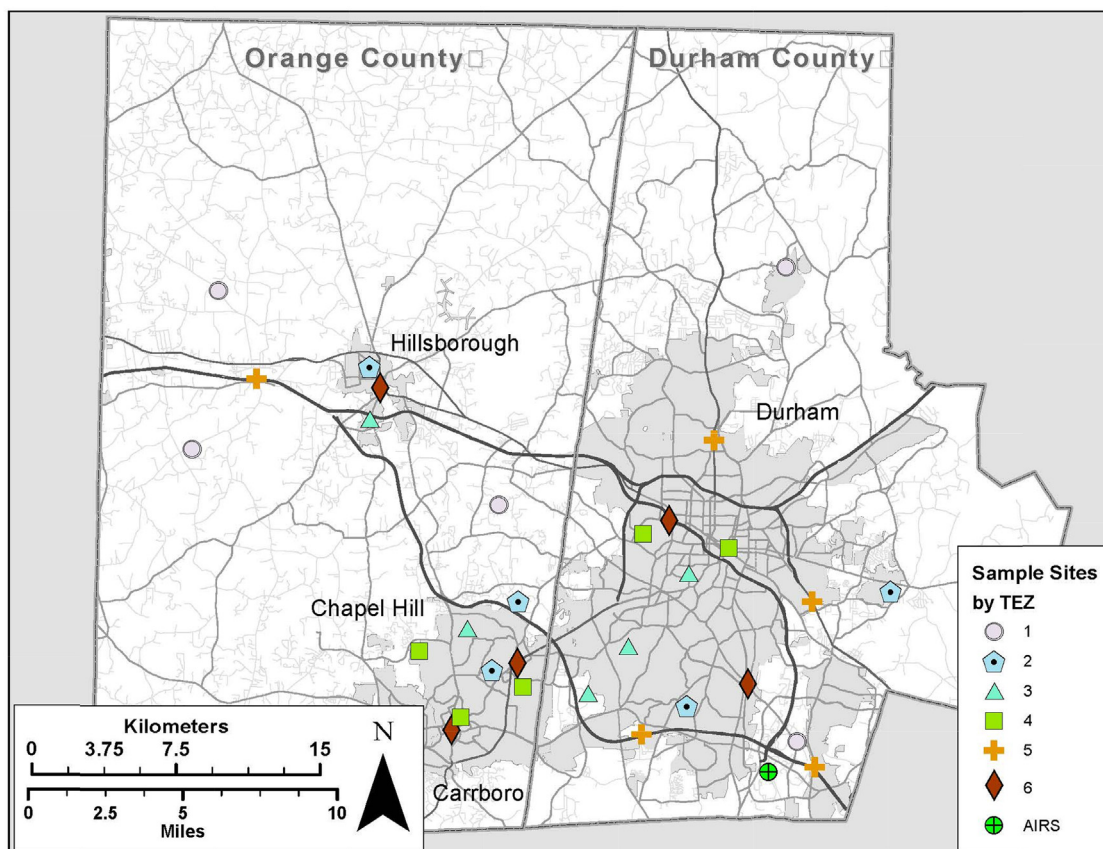 Orange County
Durham County
Hillsborough
Durham
Chapel Hill
Carrboro
Kilometers
0 3.75 7.5 15
0 2.5 5 10
Miles
N
Sample Sites
by TEZ
1
2
3
4
5
6
AIRS